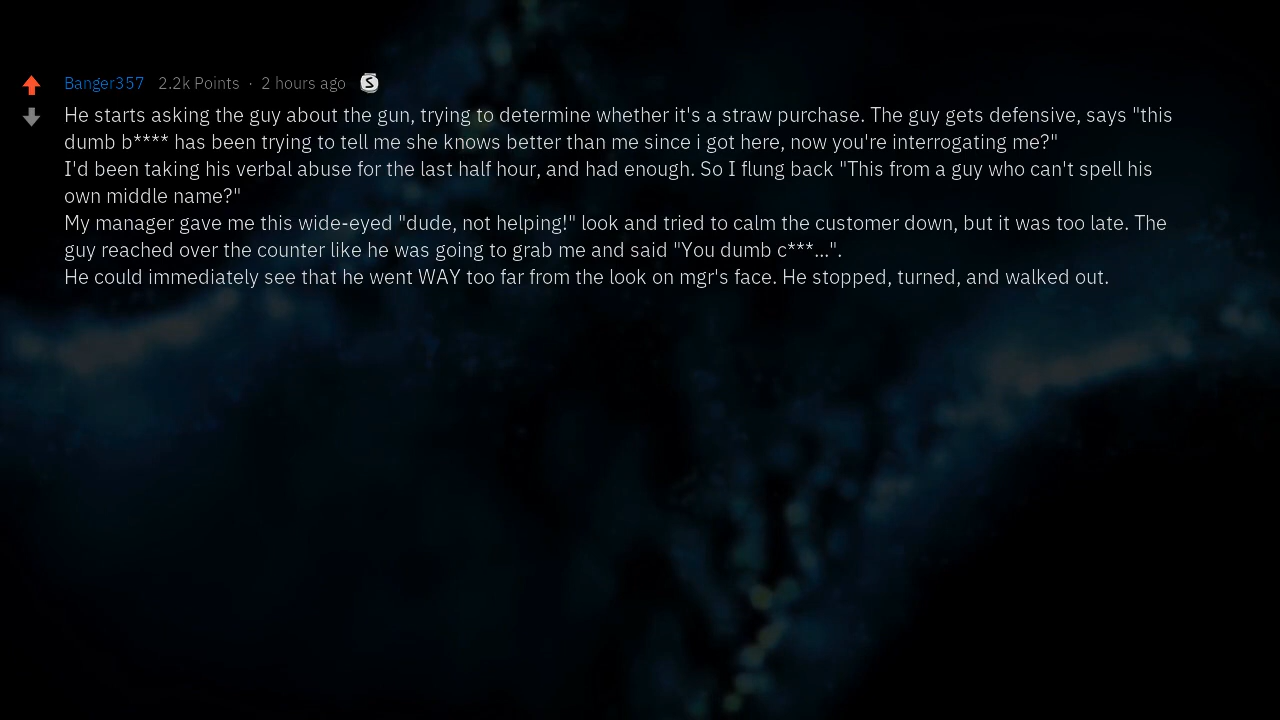 Banger357 2.2k Points · 2 hours ago
He starts asking the guy about the gun, trying to determine whether it's a straw purchase. The guy gets defensive, says "this
dumb b**** has been trying to tell me she knows better than me since i got here, now you're interrogating me?"
I'd been taking his verbal abuse for the last half hour, and had enough. So I flung back "This from a guy who can't spell his
own middle name?"
My manager gave me this wide-eyed "dude, not helping!" look and tried to calm the customer down, but it was too late. The
guy reached over the counter like he was going to grab me and said "You dumb c***...".
He could immediately see that he went WAY too far from the look on mgr's face. He stopped, turned, and walked out.